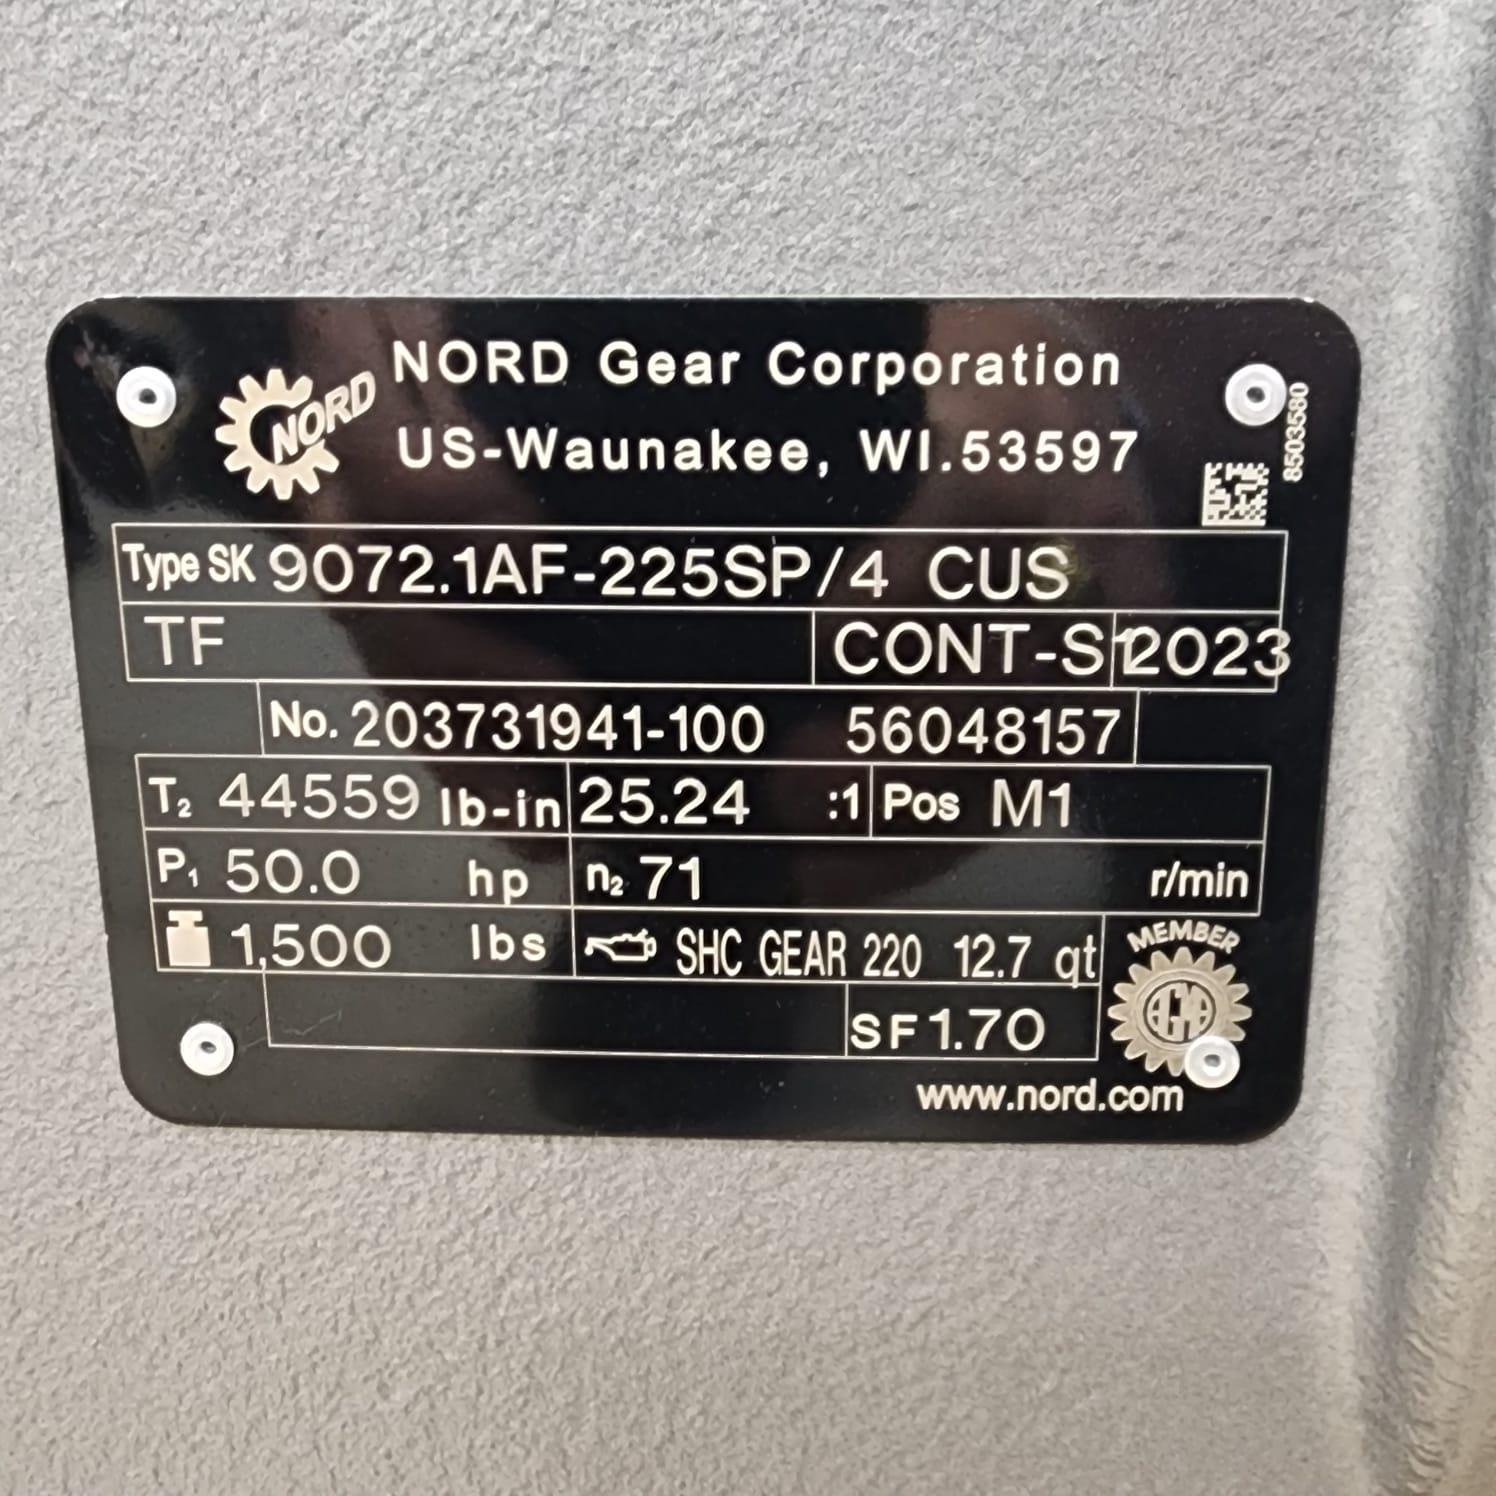 NORD
NORD Gear Corporation
US-Waunakee, WI.53597
8503580
Type SK 9072.1AF-225SP/4 CUS
TF CONT-S1 2023
No. 203731941-100 56048157
T2 44559 lb-in 25.24 :1 Pos M1
P1 50.0 hp n2 71 r/min
1,500 lbs SHC GEAR 220 12.7 qt
MEMBER
AGMA
SF 1.70
www.nord.com